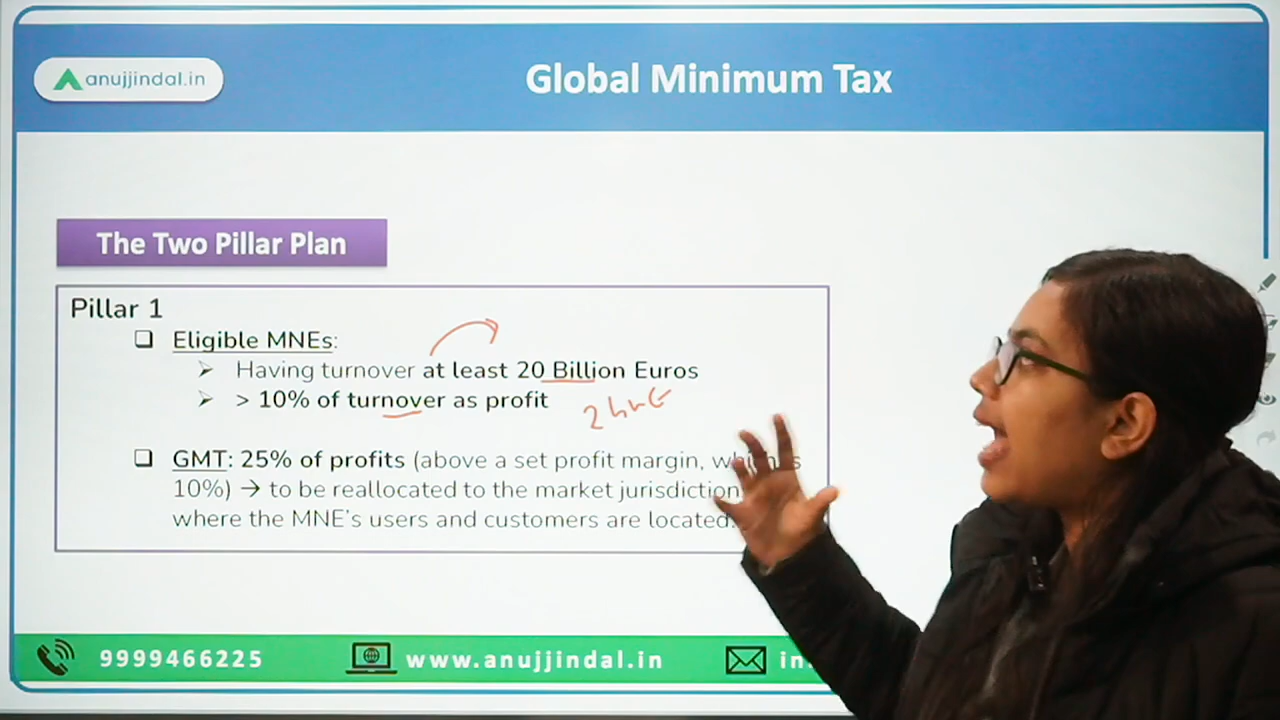 anujjindal.in
Global Minimum Tax
The Two Pillar Plan
Pillar 1
Eligible MNEs:
Having turnover at least 20 Billion Euros
> 10% of turnover as profit
GMT: 25% of profits (above a set profit margin,
10%) → to be reallocated to the market jurisdiction
where the MNE's users and customers are located.
9999466225
www.anujjindal.in